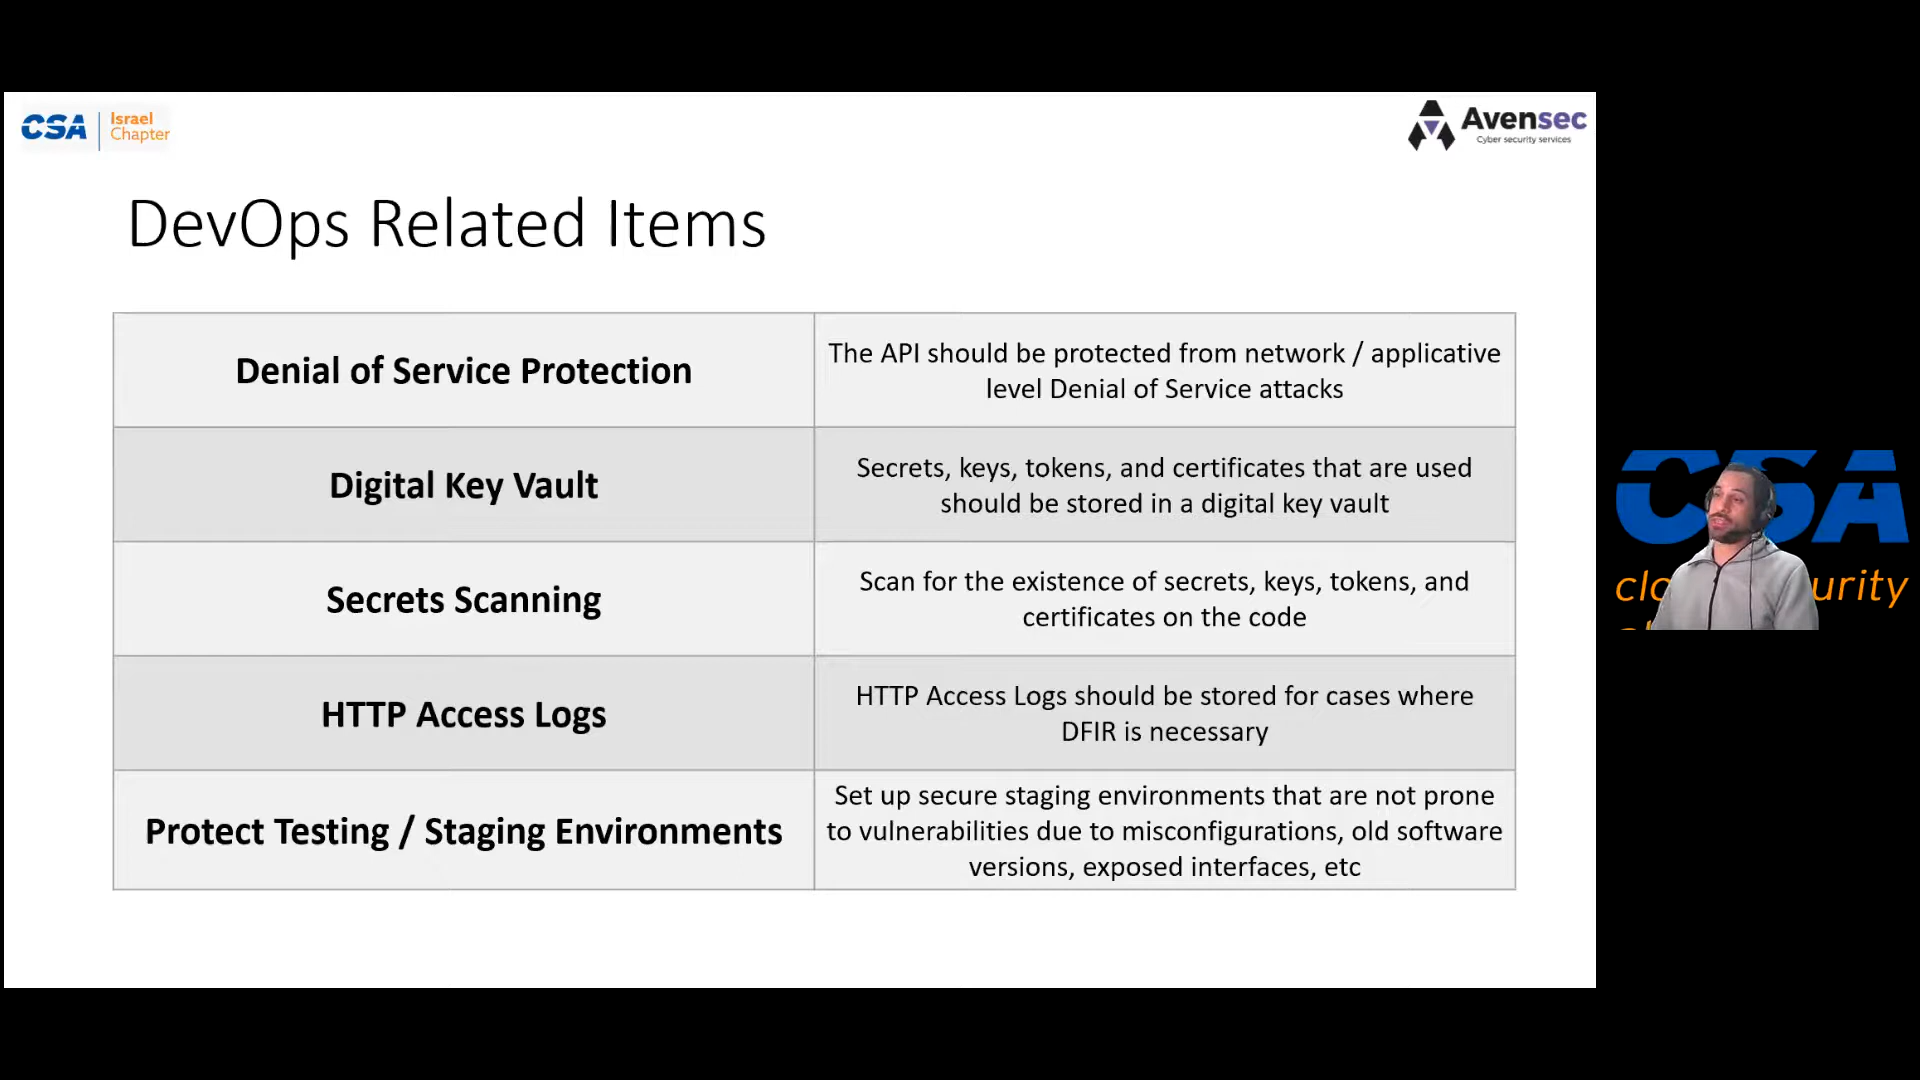 CSA
Israel
Chapter
Avensec
Cyber security services
DevOps Related Items
Denial of Service Protection
The API should be protected from network / applicative
level Denial of Service attacks
Digital Key Vault
Secrets, keys, tokens, and certificates that are used
should be stored in a digital key vault
Secrets Scanning
Scan for the existence of secrets, keys, tokens, and
certificates on the code
HTTP Access Logs
HTTP Access Logs should be stored for cases where
DFIR is necessary
Protect Testing / Staging Environments
Set up secure staging environments that are not prone
to vulnerabilities due to misconfigurations, old software
versions, exposed interfaces, etc
CSA